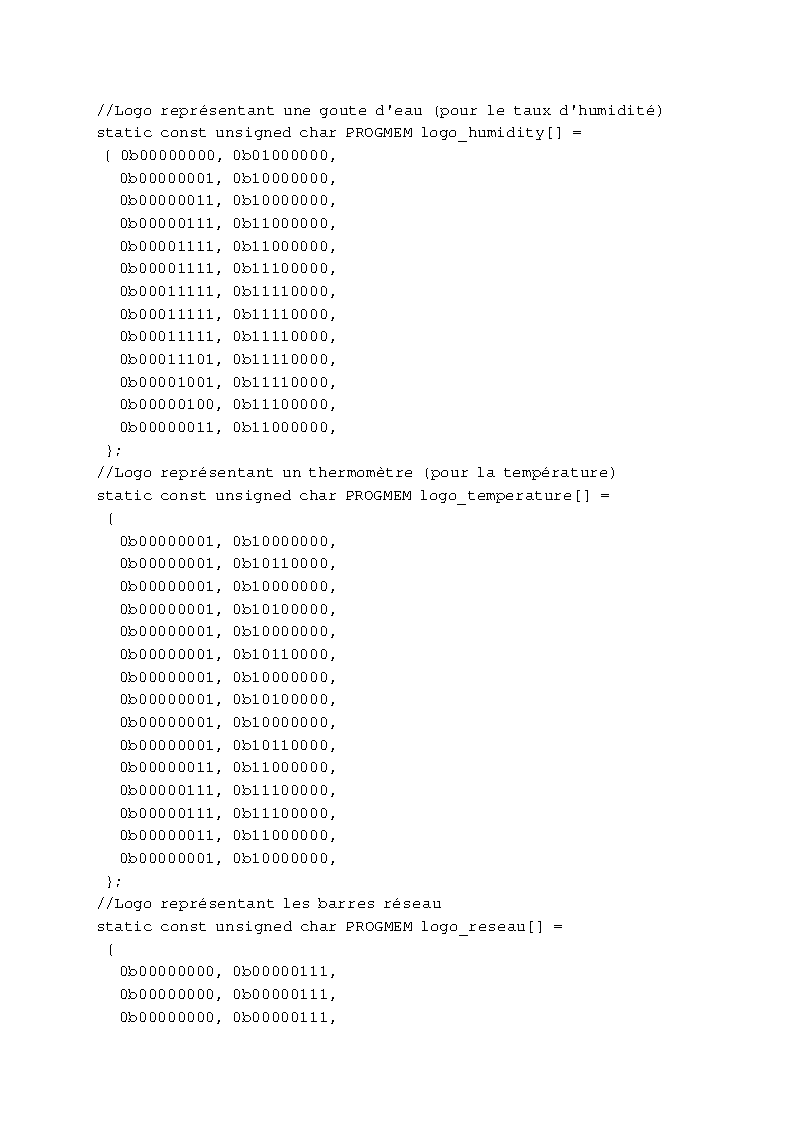 //Logo représentant une goute d'eau (pour le taux d'humidité)
static const unsigned char PROGMEM logo_humidity[] =
{ 0b00000000, 0b01000000,
0b00000001, 0b10000000,
0b00000011, 0b10000000,
0b00000111, 0b11000000,
0b00001111, 0b11000000,
0b00001111, 0b11100000,
0b00011111, 0b11110000,
0b00011111, 0b11110000,
0b00011111, 0b11110000,
0b00011101, 0b11110000,
0b00001001, 0b11110000,
0b00000100, 0b11100000,
0b00000011, 0b11000000,
};
//Logo représentant un thermomètre (pour la température)
static const unsigned char PROGMEM logo_temperature[] =
{
0b00000001, 0b10000000,
0b00000001, 0b10110000,
0b00000001, 0b10000000,
0b00000001, 0b10100000,
0b00000001, 0b10000000,
0b00000001, 0b10110000,
0b00000001, 0b10000000,
0b00000001, 0b10100000,
0b00000001, 0b10000000,
0b00000001, 0b10110000,
0b00000011, 0b11000000,
0b00000111, 0b11100000,
0b00000111, 0b11100000,
0b00000011, 0b11000000,
0b00000001, 0b10000000,
};
//Logo représentant les barres réseau
static const unsigned char PROGMEM logo_reseau[] =
{
0b00000000, 0b00000111,
0b00000000, 0b00000111,
0b00000000, 0b00000111,